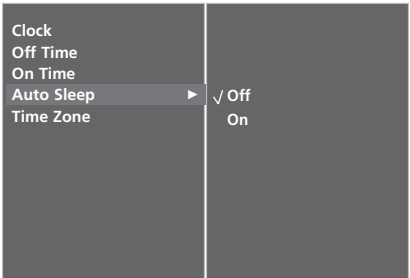 Clock
Off Time
On Time
Auto Sleep ►
Time Zone
√ Off
On